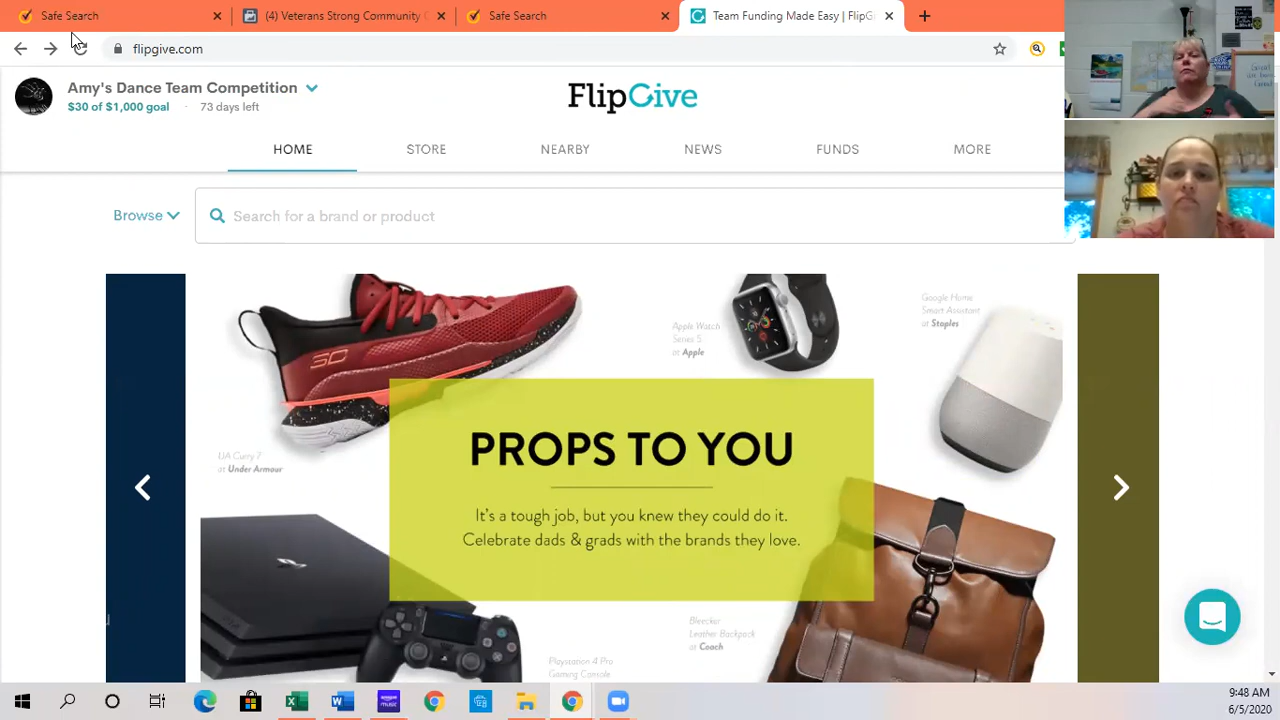 Safe Search
(4) Veterans Strong Community C
Safe Search
Team Funding Made Easy | FlipGi
flipgive.com
Amy's Dance Team Competition
$30 of $1,000 goal · 73 days left
FlipGive
HOME
STORE
NEARBY
NEWS
FUNDS
MORE
Browse
Search for a brand or product
Apple Watch
Series 5
at Apple
Google Home
Smart Assistant
at Staples
UA Curry 7
at Under Armour
PROPS TO YOU
It's a tough job, but you knew they could do it.
Celebrate dads & grads with the brands they love.
Bleecker
Leather Backpack
at Coach
Playstation 4 Pro
Gaming Console
9:48 AM
6/5/2020